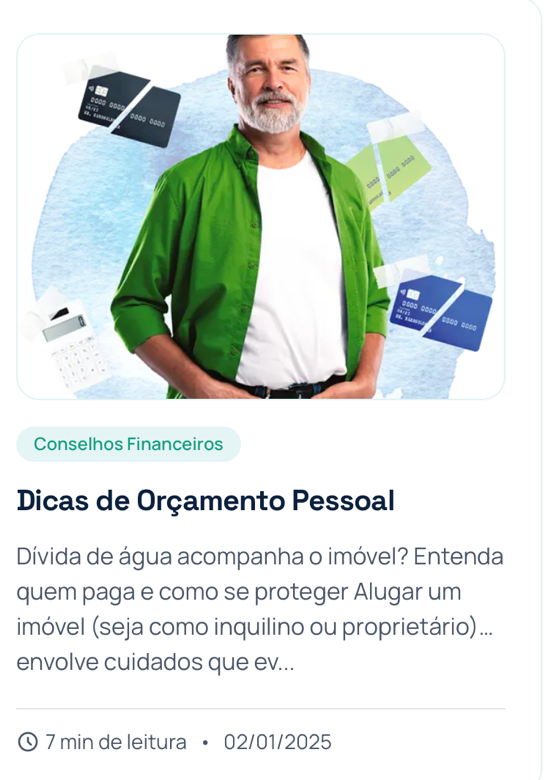 Conselhos Financeiros
Dicas de Orçamento Pessoal
Dívida de água acompanha o imóvel? Entenda
quem paga e como se proteger Alugar um
imóvel (seja como inquilino ou proprietário)...
envolve cuidados que ev...
7 min de leitura • 02/01/2025